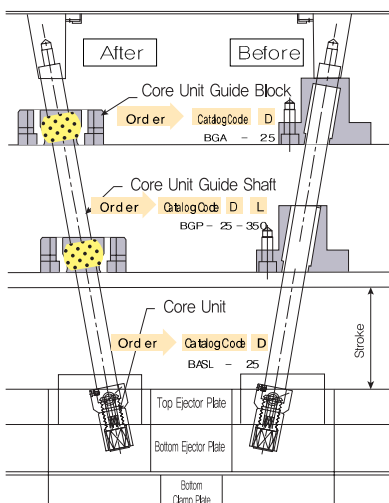 After
Before
Core Unit Guide Block
Order CatalogCode D
BGA - 25
Core Unit Guide Shaft
Order CatalogCode D L
BGP - 25 - 350
Core Unit
Order CatalogCode D
BASL - 25
Stroke
Top Ejector Plate
Bottom Ejector Plate
Bottom
Clamp Plate